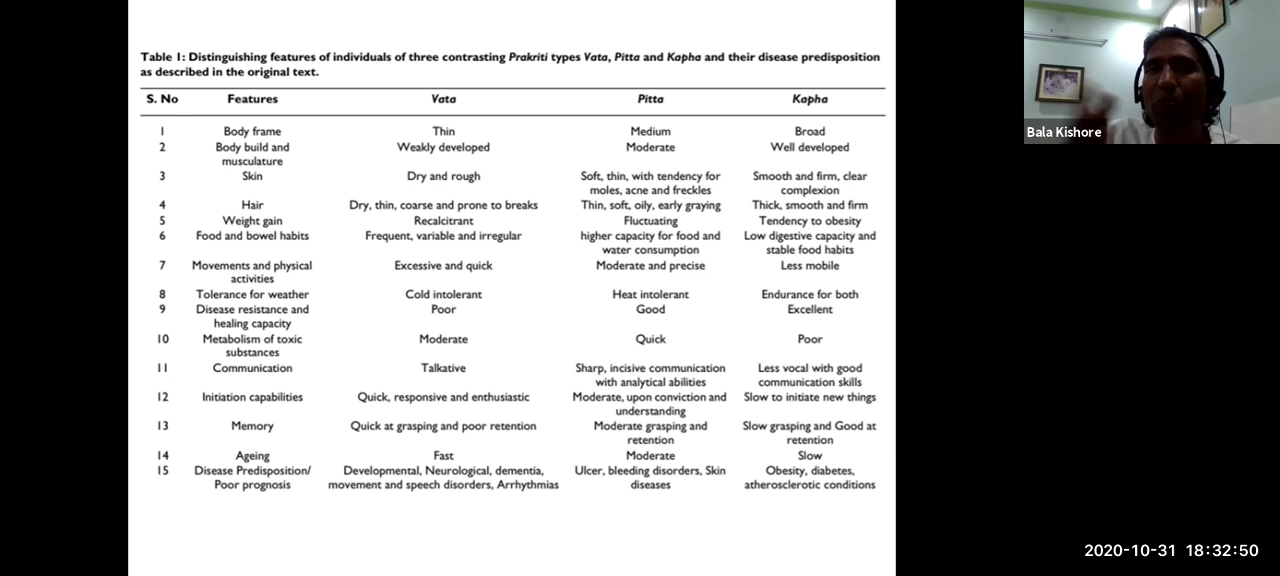 Table 1: Distinguishing features of individuals of three contrasting Prakriti types Vata, Pitta and Kapha and their disease predisposition
as described in the original text.
S. No Features Vata Pitta Kapha
1 Body frame Thin Medium Broad
2 Body build and Weakly developed Moderate Well developed
musculature
3 Skin Dry and rough Soft, thin, with tendency for Smooth and firm, clear
moles, acne and freckles complexion
4 Hair Dry, thin, coarse and prone to breaks Thin, soft, oily, early graying Thick, smooth and firm
5 Weight gain Recalcitrant Fluctuating Tendency to obesity
6 Food and bowel habits Frequent, variable and irregular higher capacity for food and Low digestive capacity and
water consumption stable food habits
7 Movements and physical Excessive and quick Moderate and precise Less mobile
activities
8 Tolerance for weather Cold intolerant Heat intolerant Endurance for both
9 Disease resistance and Poor Good Excellent
healing capacity
10 Metabolism of toxic Moderate Quick Poor
substances
11 Communication Talkative Sharp, incisive communication Less vocal with good
with analytical abilities communication skills
12 Initiation capabilities Quick, responsive and enthusiastic Moderate, upon conviction and Slow to initiate new things
understanding
13 Memory Quick at grasping and poor retention Moderate grasping and Slow grasping and Good at
retention retention
14 Ageing Fast Moderate Slow
15 Disease Predisposition/ Developmental, Neurological, dementia, Ulcer, bleeding disorders, Skin Obesity, diabetes,
Poor prognosis movement and speech disorders, Arrhythmias diseases atherosclerotic conditions
Bala Kishore
2020-10-31 18:32:50